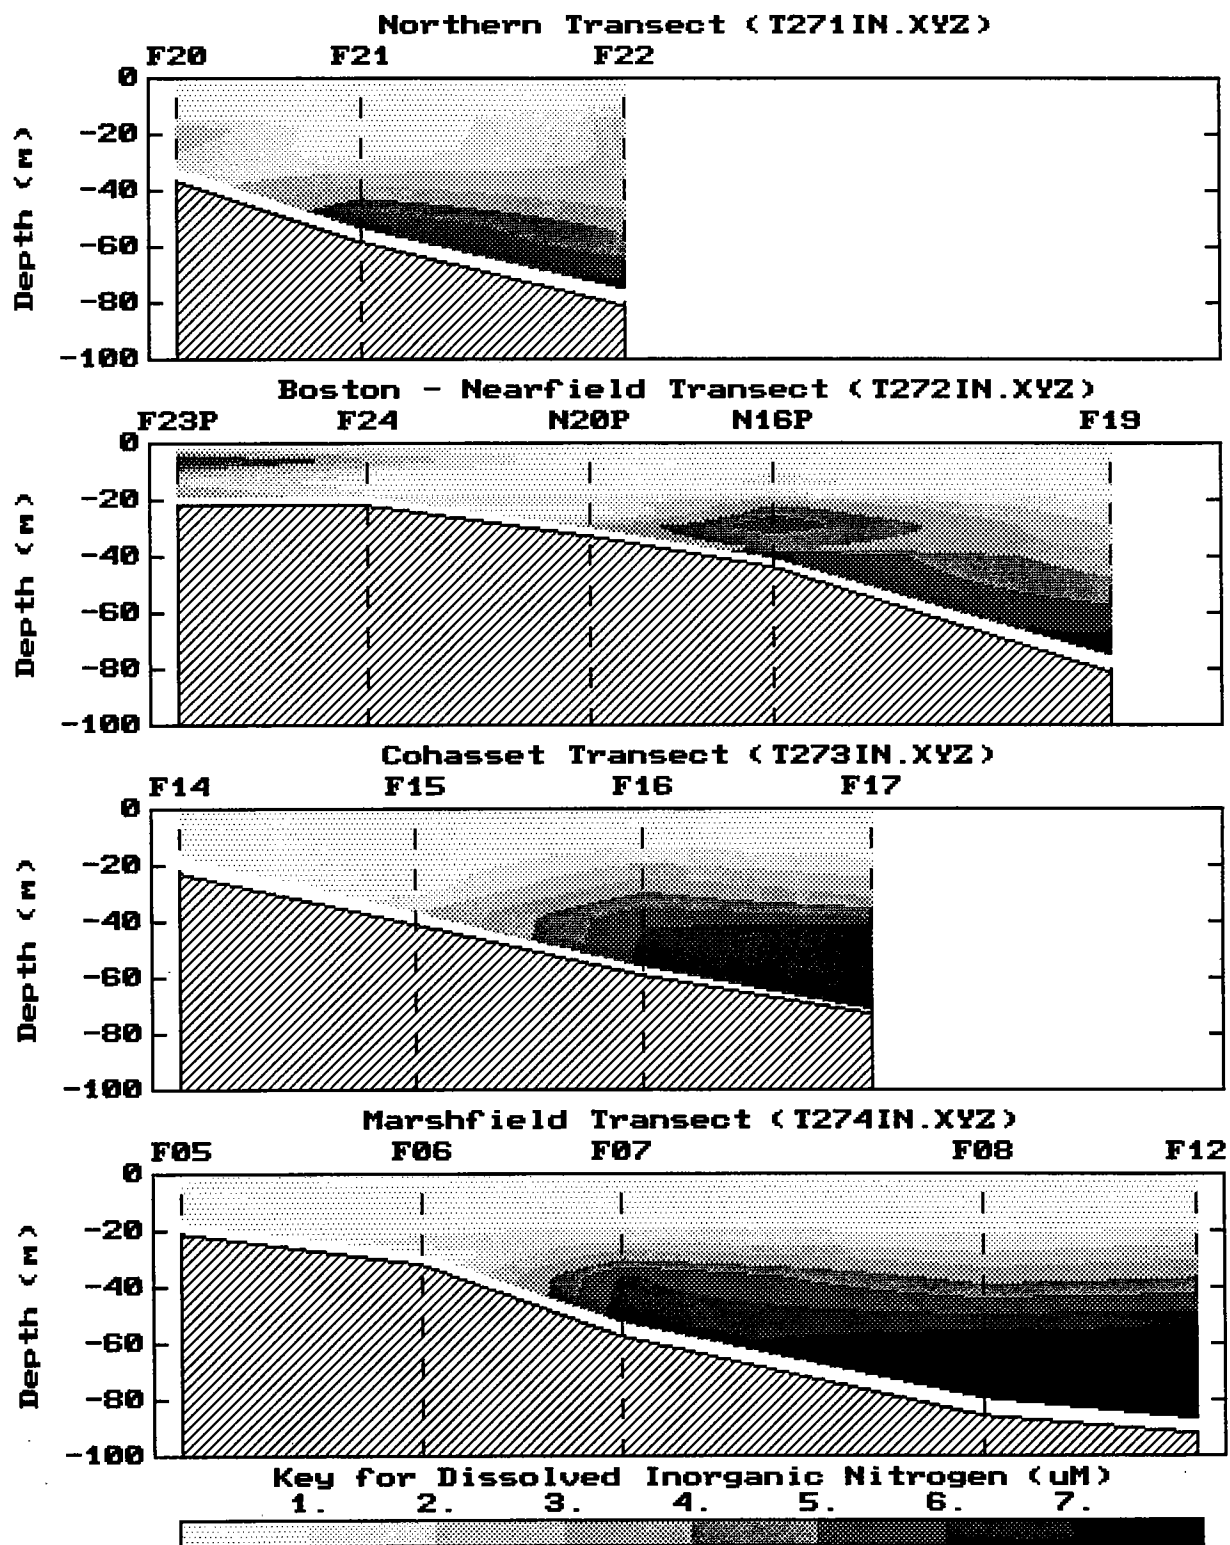 Northern Transect (T271IN.XYZ)
F20 F21 F22
0
-20
-40
-60
-80
-100
Depth (m)
Boston - Nearfield Transect (T272IN.XYZ)
F23P F24 N20P N16P F19
0
-20
-40
-60
-80
-100
Depth (m)
Cohasset Transect (T273IN.XYZ)
F14 F15 F16 F17
0
-20
-40
-60
-80
-100
Depth (m)
Marshfield Transect (T274IN.XYZ)
F05 F06 F07 F08 F12
0
-20
-40
-60
-80
-100
Depth (m)
Key for Dissolved Inorganic Nitrogen (uM)
1. 2. 3. 4. 5. 6. 7.